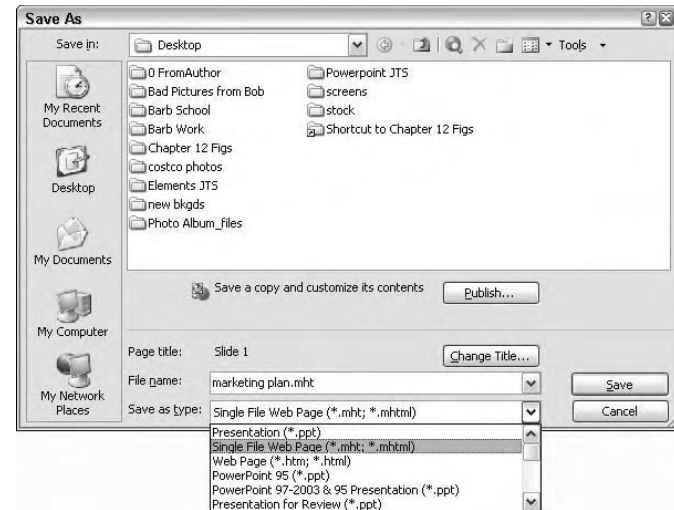 Save As
Save in:
Desktop
Tools
My Recent
Documents
Desktop
My Documents
My Computer
My Network
Places
0 FromAuthor
Bad Pictures from Bob
Barb School
Barb Work
Chapter 12 Figs
costco photos
Elements JTS
new bkgds
Photo Album_files
Powerpoint JTS
screens
stock
Shortcut to Chapter 12 Figs
Save a copy and customize its contents
Publish...
Page title:
Slide 1
Change Title...
File name:
marketing plan.mht
Save
Save as type:
Single File Web Page (*.mht; *.mhtml)
Cancel
Presentation (*.ppt)
Single File Web Page (*.mht; *.mhtml)
Web Page (*.htm; *.html)
PowerPoint 95 (*.ppt)
PowerPoint 97-2003 & 95 Presentation (*.ppt)
Presentation for Review (*.ppt)